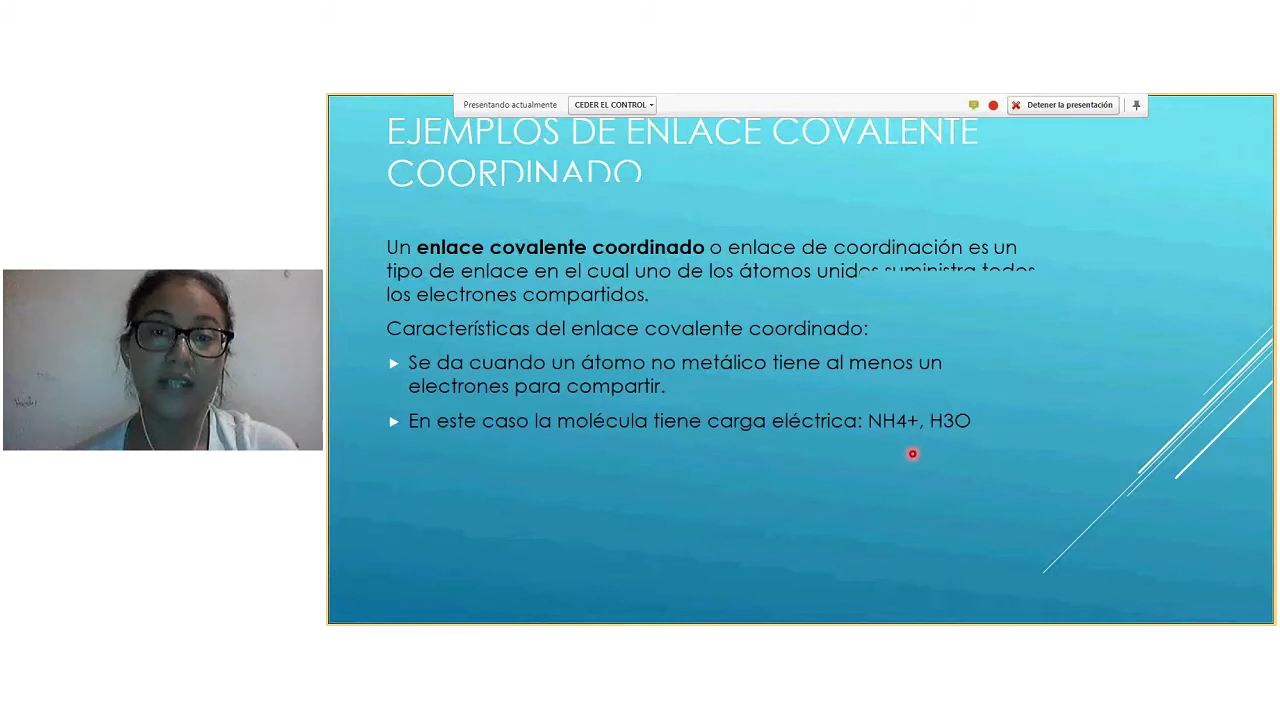 Presentando actualmente CEDER EL CONTROL Detener la presentación
EJEMPLOS DE ENLACE COVALENTE
COORDINADO
Un enlace covalente coordinado o enlace de coordinación es un
tipo de enlace en el cual uno de los átomos unidos suministra todos
los electrones compartidos.
Características del enlace covalente coordinado:
Se da cuando un átomo no metálico tiene al menos un
electrones para compartir.
En este caso la molécula tiene carga eléctrica: NH4+, H3O